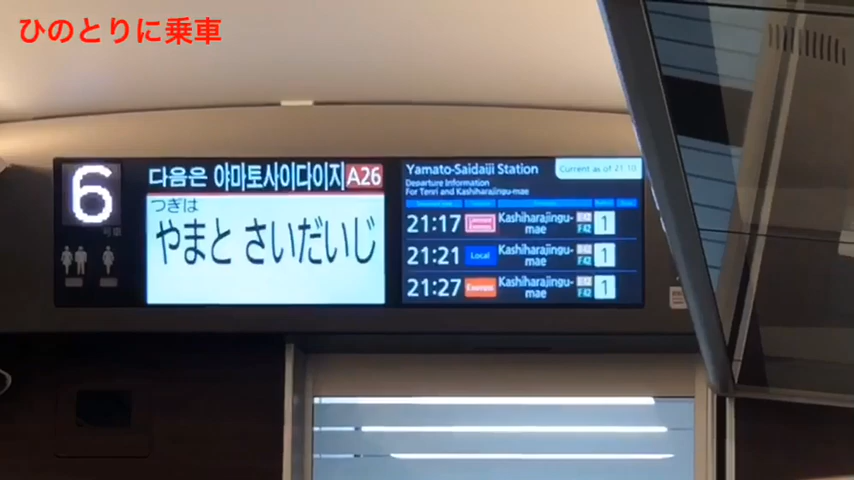 ひのとりに乗車
6
号車
다음은 야마토사이다이지 A26
つぎは
やまと さいだいじ
Yamato-Saidaiji Station
Current as of 21:10
Departure Information
For Tenri and Kashiharajingu-mae
21:17 Kashiharajingu-mae 1
21:21 Local Kashiharajingu-mae 1
21:27 Express Kashiharajingu-mae 1